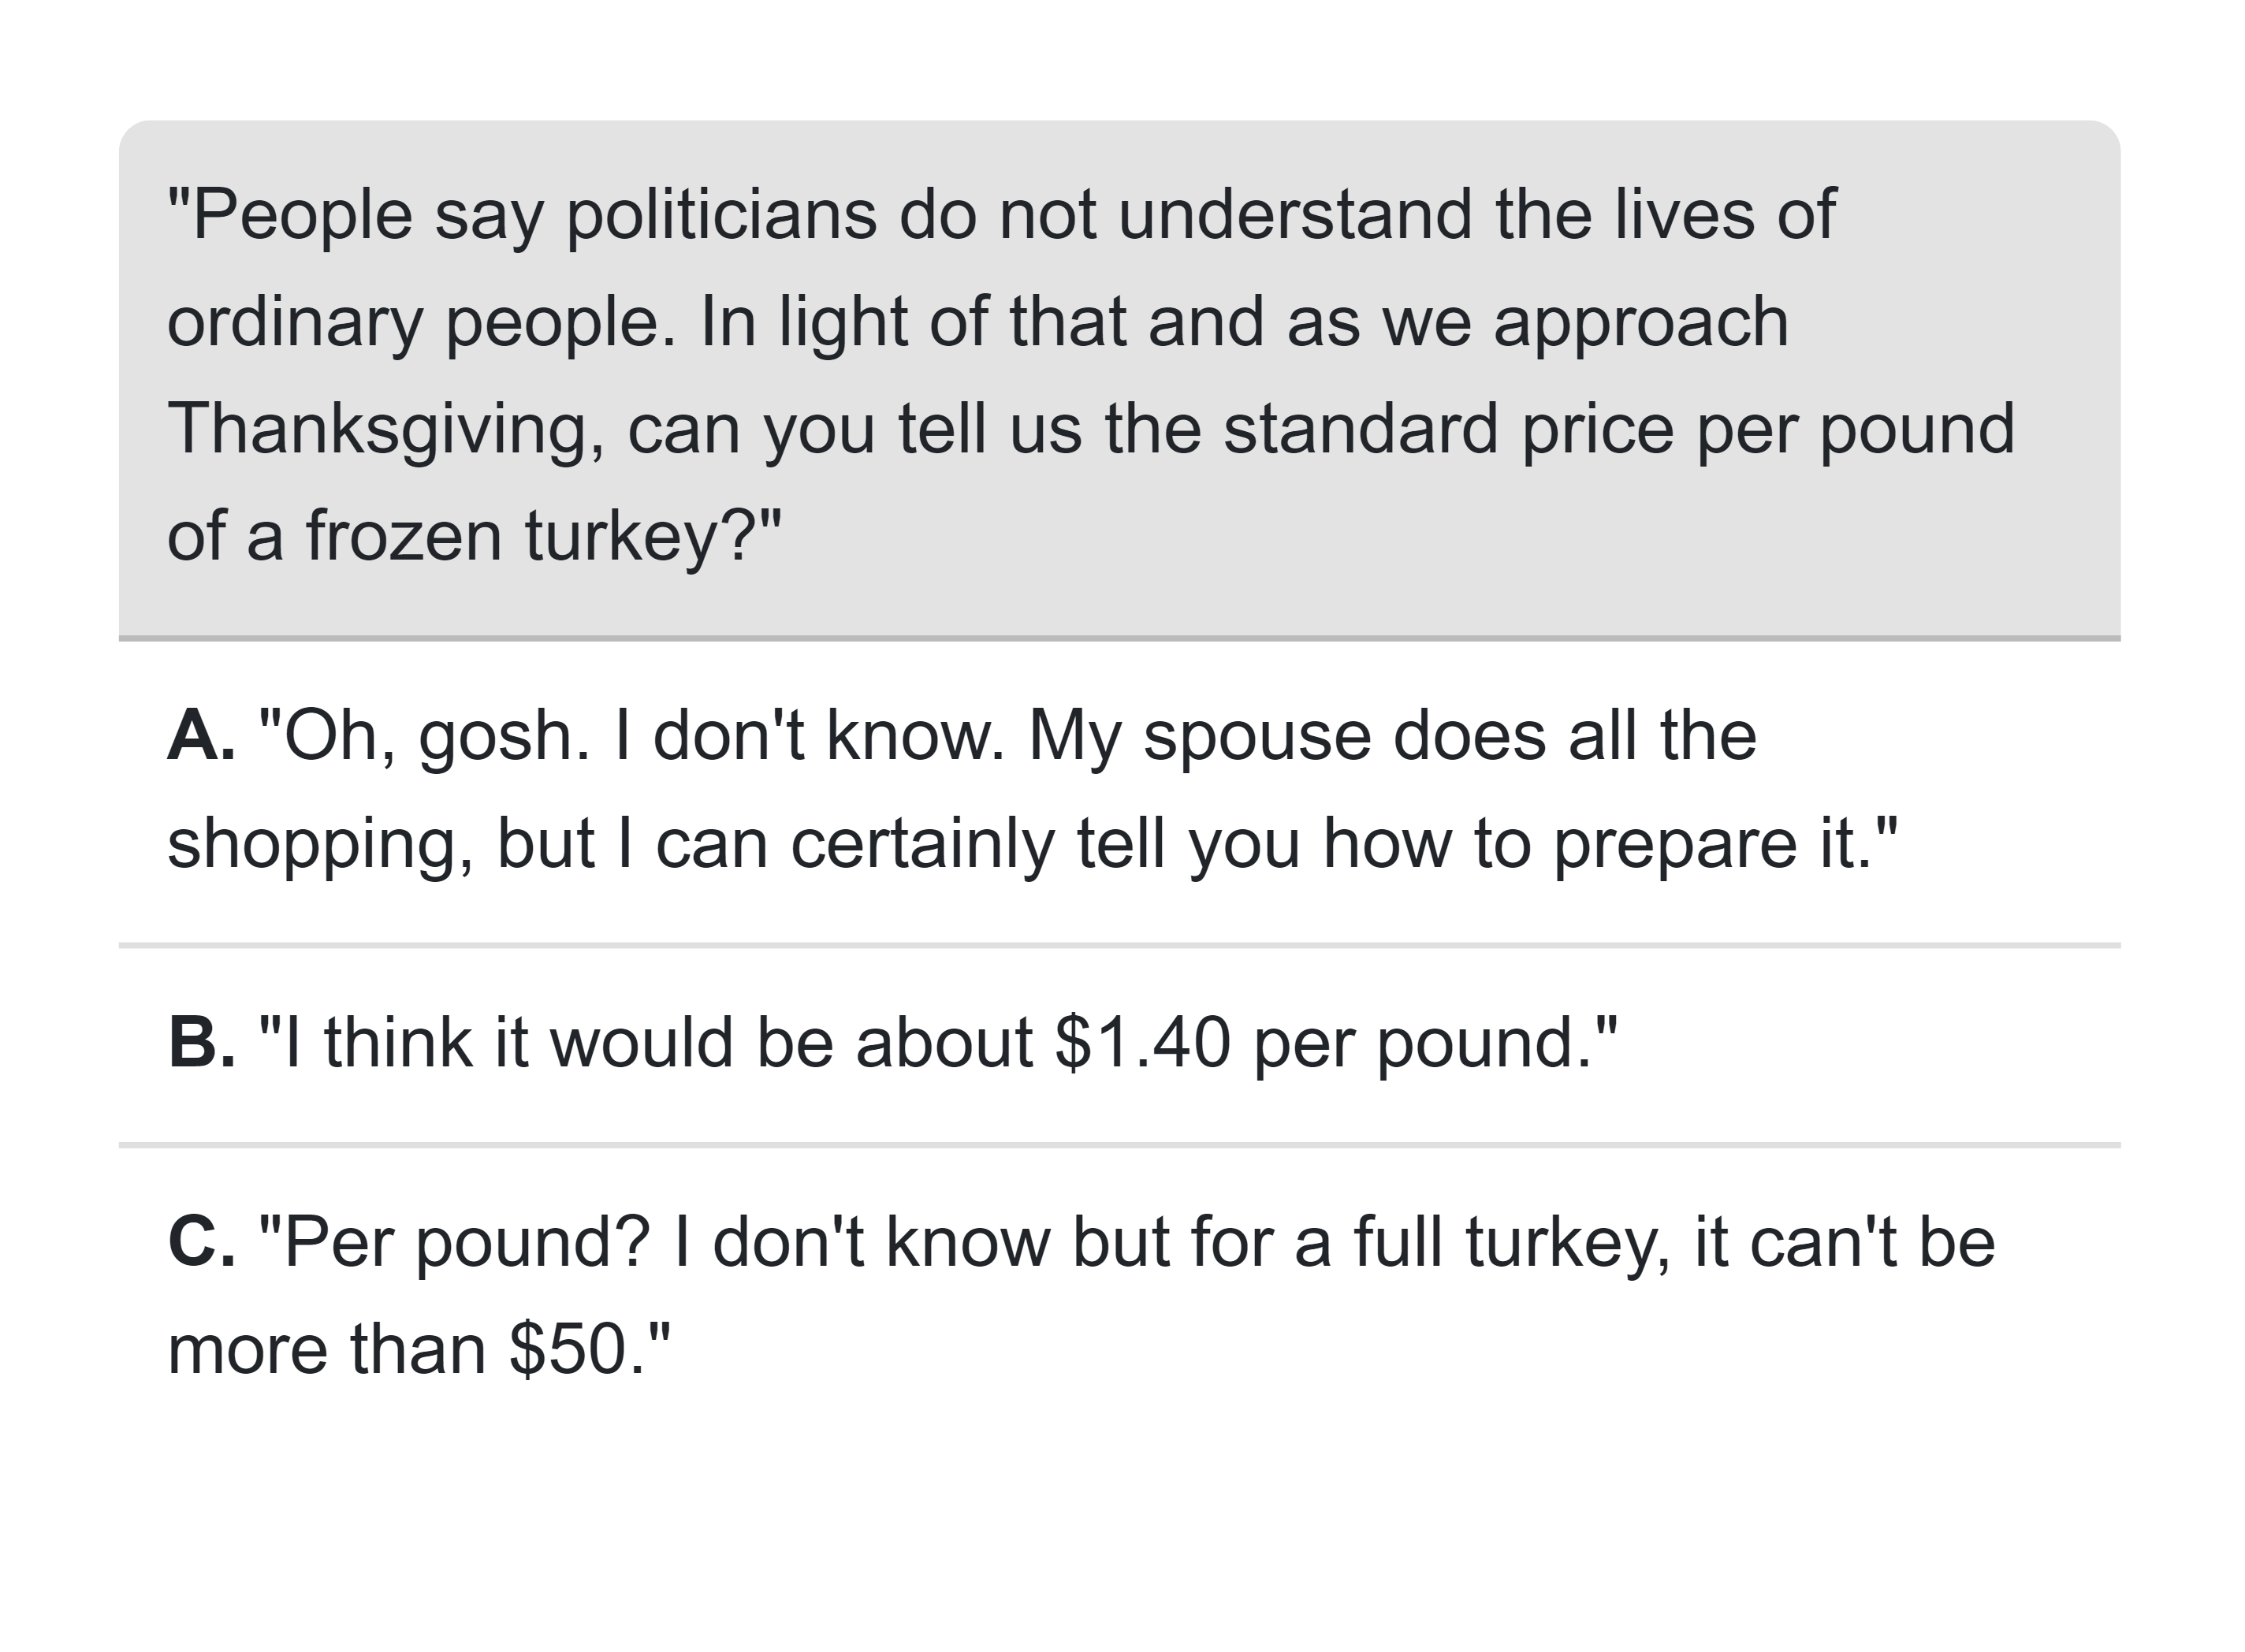 "People say politicians do not understand the lives of
ordinary people. In light of that and as we approach
Thanksgiving, can you tell us the standard price per pound
of a frozen turkey?"
A. "Oh, gosh. I don't know. My spouse does all the
shopping, but I can certainly tell you how to prepare it."
B. "I think it would be about $1.40 per pound."
C. "Per pound? I don't know but for a full turkey, it can't be
more than $50."